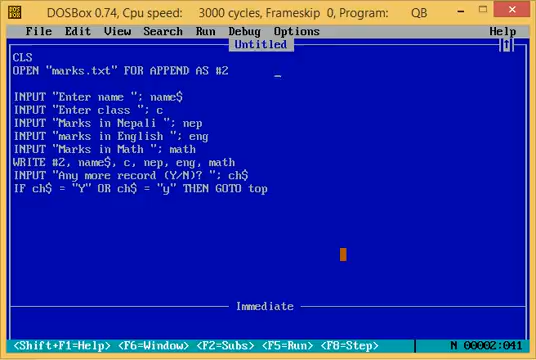 DOSBox 0.74, Cpu speed: 3000 cycles, Frameskip 0, Program: QB
File Edit View Search Run Debug Options Help
Untitled
CLS
OPEN "marks.txt" FOR APPEND AS #2
INPUT "Enter name "; name$
INPUT "Enter class "; c
INPUT "Marks in Nepali "; nep
INPUT "marks in English "; eng
INPUT "Marks in Math "; math
WRITE #2, name$, c, nep, eng, math
INPUT "Any more record (Y/N)? "; ch$
IF ch$ = "Y" OR ch$ = "y" THEN GOTO top
Immediate
<Shift+F1=Help> <F6=Window> <F2=Subs> <F5=Run> <F8=Step> N 00002:041